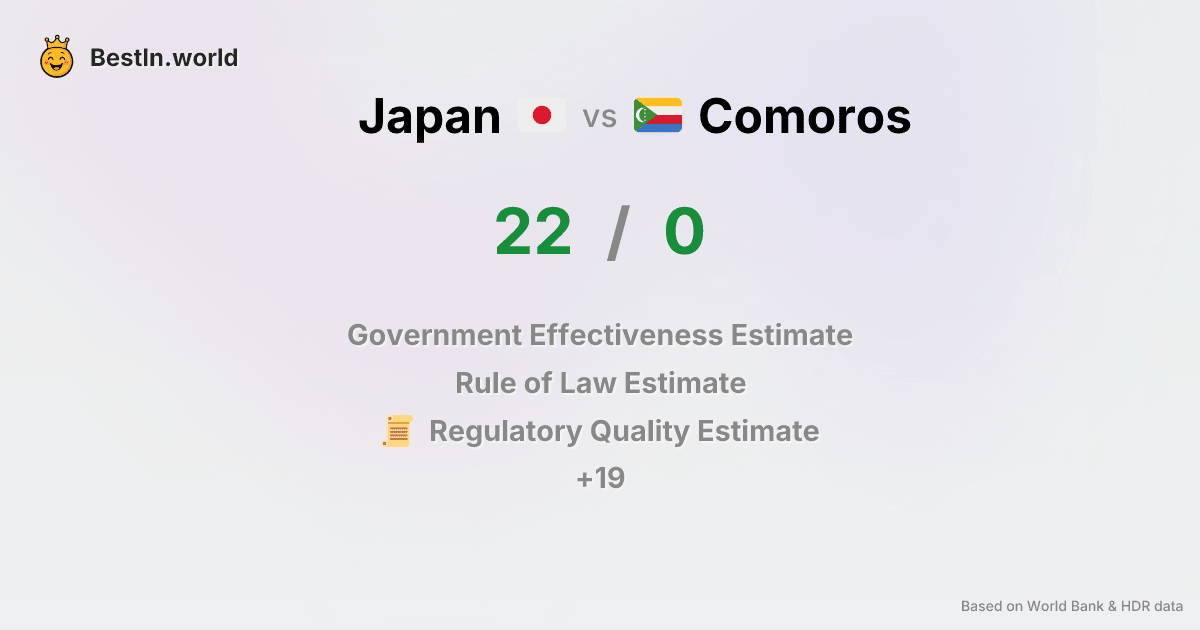 BestIn.world
Japan vs Comoros
22 / 0
Government Effectiveness Estimate
Rule of Law Estimate
Regulatory Quality Estimate
+19
Based on World Bank & HDR data